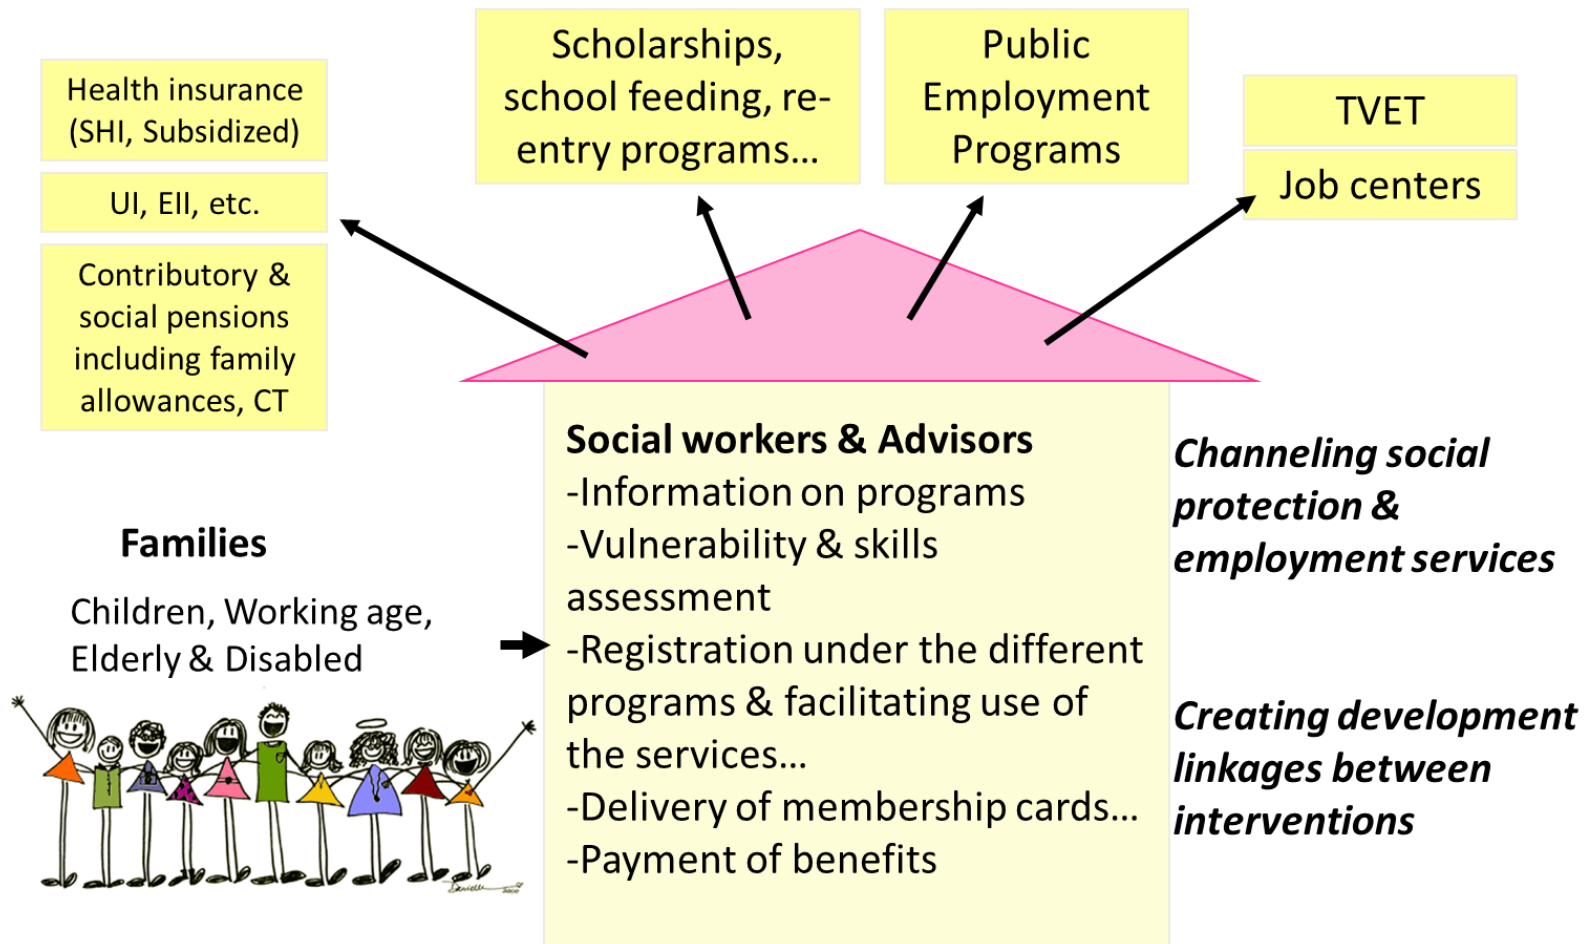 Health insurance
(SHI, Subsidized)
UI, EII, etc.
Contributory &
social pensions
including family
allowances, CT
Scholarships,
school feeding, re-
entry programs...
Public
Employment
Programs
TVET
Job centers
Families
Children, Working age,
Elderly & Disabled
Social workers & Advisors
-Information on programs
-Vulnerability & skills
assessment
-Registration under the different
programs & facilitating use of
the services...
-Delivery of membership cards...
-Payment of benefits
Channeling social
protection &
employment services
Creating development
linkages between
interventions